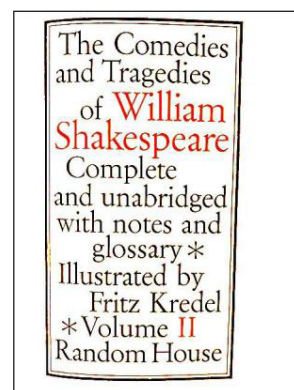 The Comedies
and Tragedies
of William
Shakespeare
Complete
and unabridged
with notes and
glossary *
Illustrated by
Fritz Kredel
* Volume II
Random House